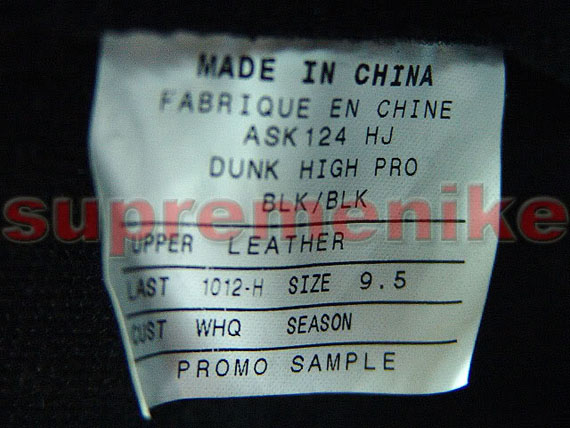 MADE IN CHINA
FABRIQUE EN CHINE
ASK124 HJ
DUNK HIGH PRO
BLK/BLK
supremenike
UPPER LEATHER
LAST 1012-H SIZE 9.5
CUST WHQ SEASON
PROMO SAMPLE